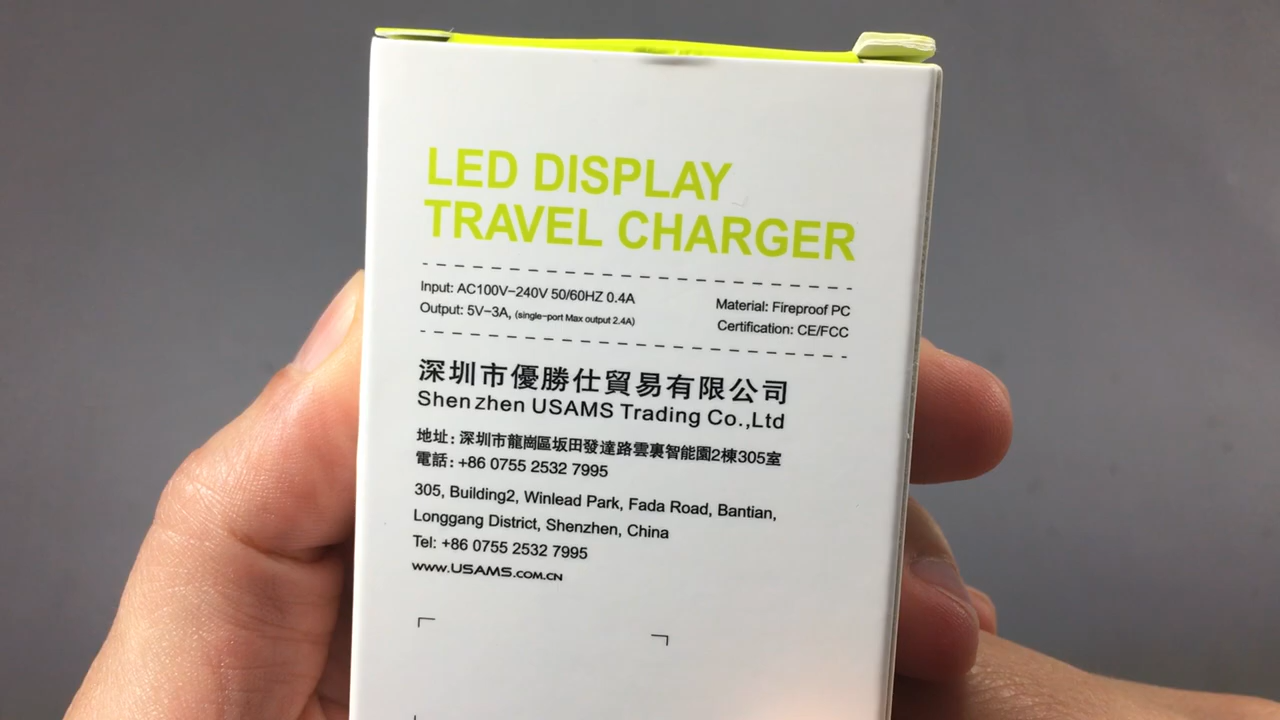 LED DISPLAY
TRAVEL CHARGER
Input: AC100V-240V 50/60HZ 0.4A
Output: 5V-3A, (single-port Max output 2.4A)
Material: Fireproof PC
Certification: CE/FCC
深圳市優勝仕貿易有限公司
Shen zhen USAMS Trading Co.,Ltd
地址: 深圳市龍崗區坂田發達路雲裏智能園2棟305室
電話: +86 0755 2532 7995
305, Building2, Winlead Park, Fada Road, Bantian,
Longgang District, Shenzhen, China
Tel: +86 0755 2532 7995
www.USAMS.COM.CN